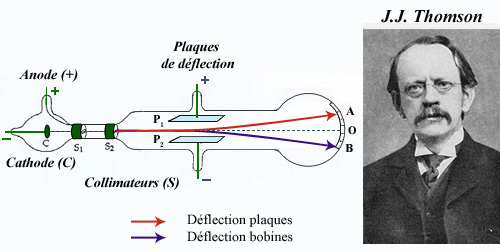 J.J. Thomson
Plaques
de déflection
+
Anode (+)
+
P1
A
O
B
C
S1
S2
P2
Cathode (C)
–
Collimateurs (S)
–
Déflection plaques
Déflection bobines